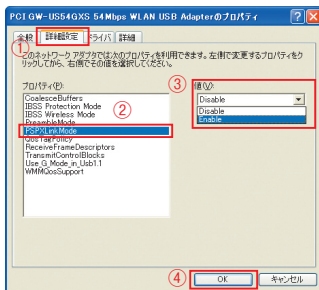 PCI GW-US54GXS 54Mbps WLAN USB Adapterのプロパティ
全般 詳細設定 ドライバ 詳細
①
このネットワーク アダプタでは次のプロパティを利用できます。左側で変更するプロパティをク
リックしてから、右側でその値を選択してください。
プロパティ(P):
②
CoalesceBuffers
IBSS Protection Mode
IBSS Wireless Mode
PreambleMode
PSPXLinkMode
QosTagPolicy
ReceiveFrameDescriptors
TransmitControlBlocks
Use_G_Mode_in_Usb1.1
WMMQosSupport
③
値(V):
Disable
Disable
Enable
④
OK
キャンセル